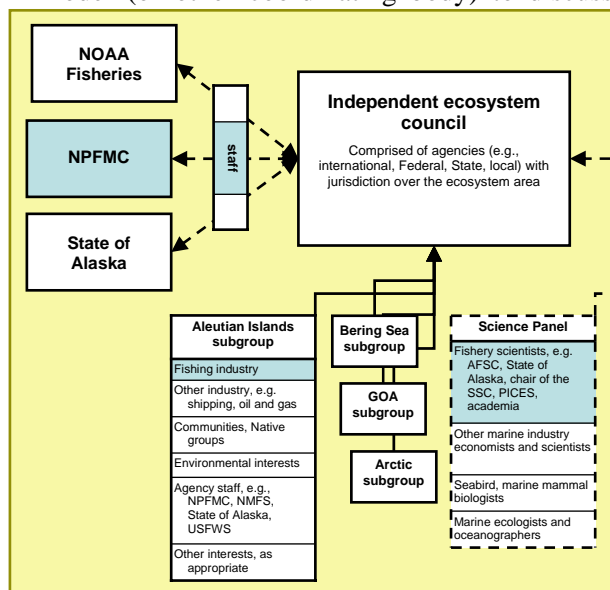 NOAA
Fisheries
NPFMC
State of
Alaska
staff
Independent ecosystem
council
Comprised of agencies (e.g.,
international, Federal, State, local) with
jurisdiction over the ecosystem area
Aleutian Islands
subgroup
Fishing industry
Other industry, e.g.
shipping, oil and gas
Communities, Native
groups
Environmental interests
Agency staff, e.g.,
NPFMC, NMFS,
State of Alaska,
USFWS
Other interests, as
appropriate
Bering Sea
subgroup
GOA
subgroup
Arctic
subgroup
Science Panel
Fishery scientists, e.g.
AFSC, State of
Alaska, chair of the
SSC, PICES,
academia
Other marine industry
economists and scientists
Seabird, marine mammal
biologists
Marine ecologists and
oceanographers